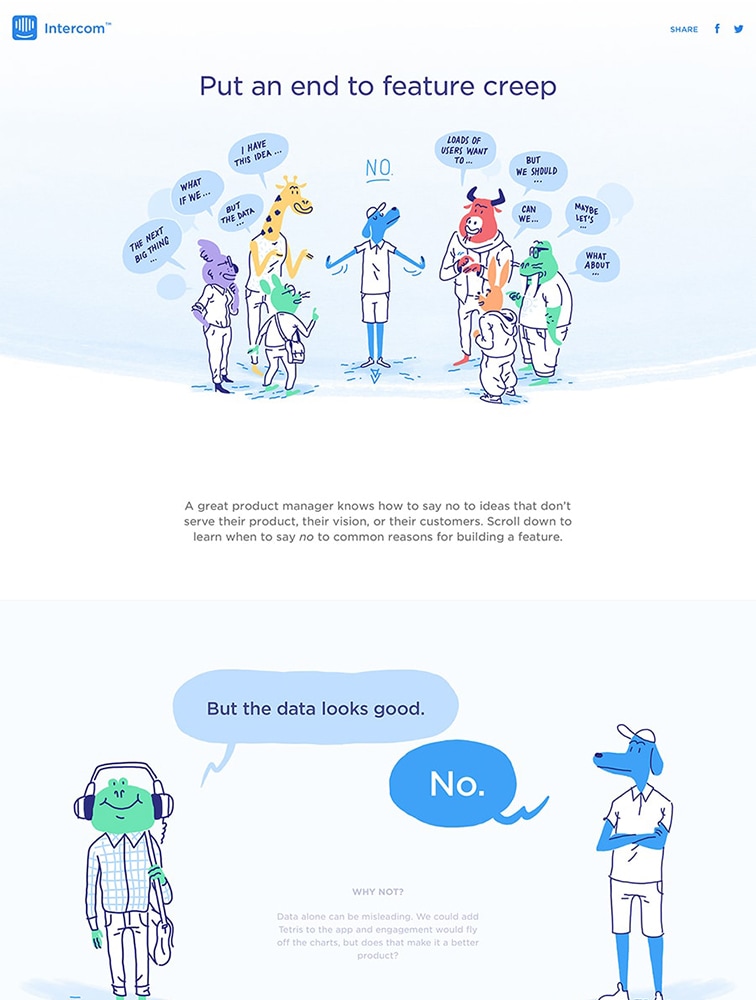 Intercom™
SHARE
Put an end to feature creep
I HAVE
THIS IDEA...
WHAT
IF WE...
BUT
THE DATA
...
THE NEXT
BIG THING
...
NO.
LOADS OF
USERS WANT
TO...
BUT
WE SHOULD
...
CAN
WE...
MAYBE
LET'S
...
WHAT
ABOUT
...
A great product manager knows how to say no to ideas that don't
serve their product, their vision, or their customers. Scroll down to
learn when to say no to common reasons for building a feature.
But the data looks good.
No.
WHY NOT?
Data alone can be misleading. We could add
Tetris to the app and engagement would fly
off the charts, but does that make it a better
product?